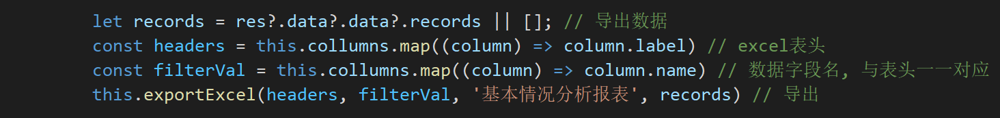 let records = res?.data?.data?.records || []; // 导出数据
const headers = this.collumns.map((column) => column.label) // excel表头
const filterVal = this.collumns.map((column) => column.name) // 数据字段名, 与表头一一对应
this.exportExcel(headers, filterVal, '基本情况分析报表', records) // 导出